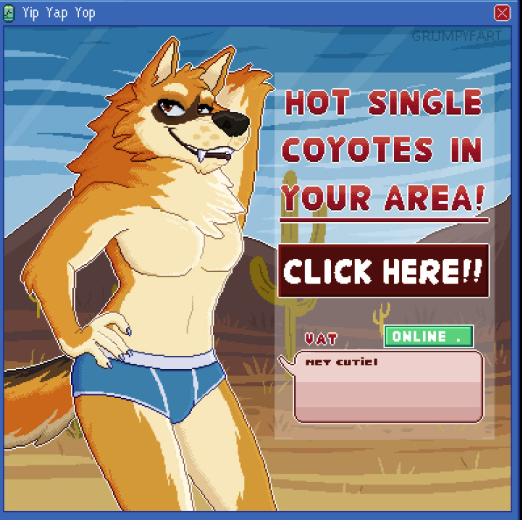 Yip Yap Yop
GRUMPYFART
HOT SINGLE
COYOTES IN
YOUR AREA!
CLICK HERE!!
VAT
ONLINE .
HEY CUTIE!